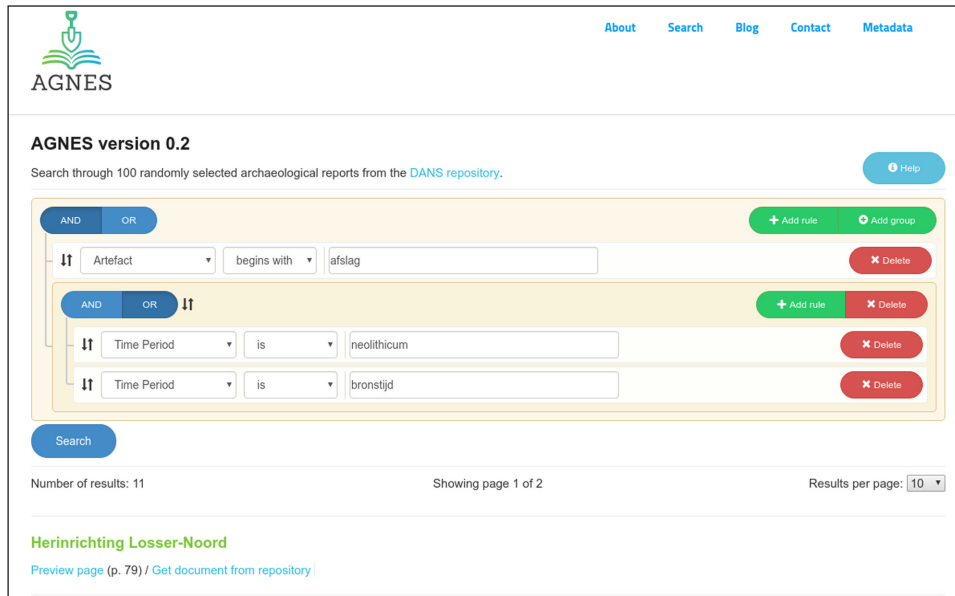 About Search Blog Contact Metadata
AGNES
AGNES version 0.2
Search through 100 randomly selected archaeological reports from the DANS repository.
Help
AND OR Add rule Add group
Artefact begins with afslag Delete
AND OR Add rule Delete
Time Period is neolithicum Delete
Time Period is bronstijd Delete
Search
Number of results: 11 Showing page 1 of 2 Results per page: 10
Herinrichting Losser-Noord
Preview page (p. 79) / Get document from repository